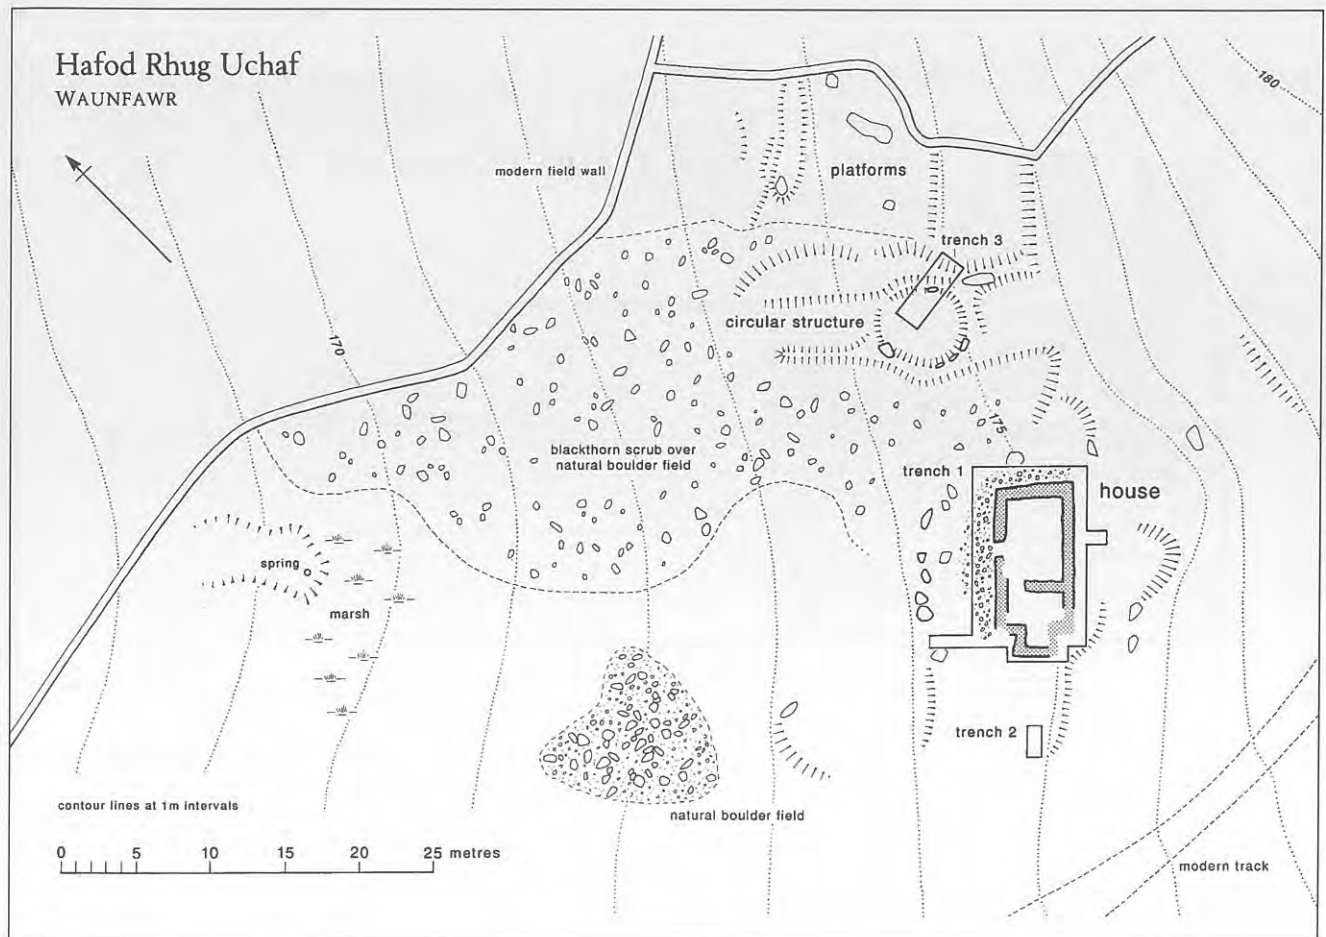 Hafod Rhug Uchaf
WAUNFAWR
180
modern field wall
platforms
trench 3
circular structure
170
175
blackthorn scrub over
natural boulder field
trench 1
house
spring
marsh
trench 2
contour lines at 1m intervals
natural boulder field
0 5 10 15 20 25 metres
modern track